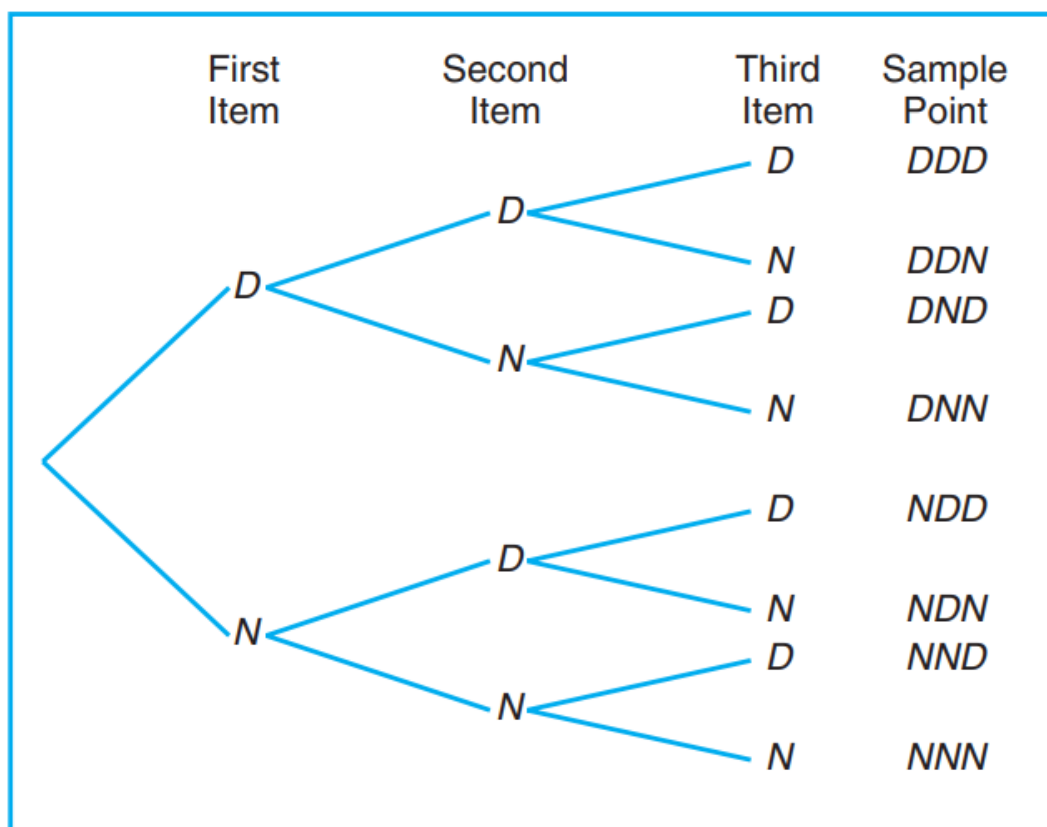 First Second Third Sample
Item Item Item Point
D DDD
D
N DDN
D
D DND
N
N DNN
D NDD
D
N NDN
N
D NND
N
N NNN